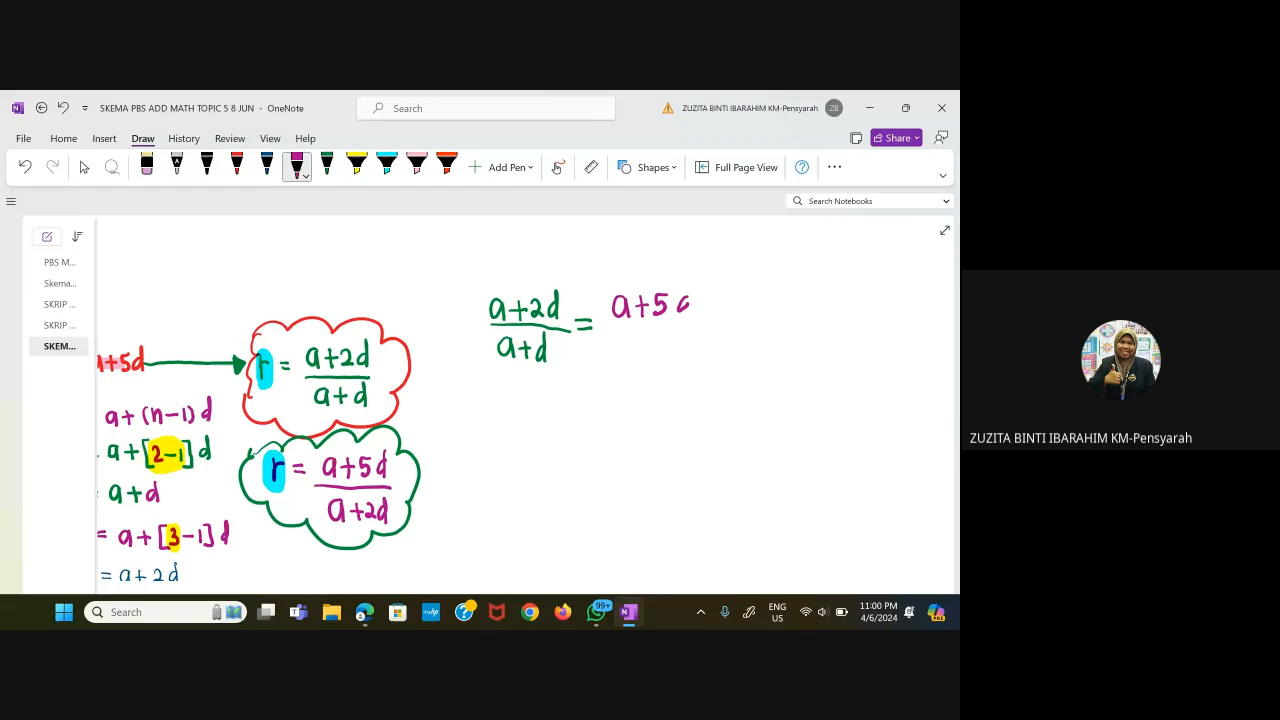 SKEMA PBS ADD MATH TOPIC 5 8 JUN - OneNote
Search
ZUZITA BINTI IBARAHIM KM-Pensyarah
ZB
File Home Insert Draw History Review View Help
Share
Add Pen
Shapes
Full Page View
Search Notebooks
PBS M...
Skema...
SKRIP ...
SKRIP ...
SKEM...
a+2d/a+d = a+5
a+5d
r = a+2d/a+d
a+(n-1)d
a+[2-1]d
= a+d
r = a+5d/a+2d
= a+[3-1]d
= a+2d
ZUZITA BINTI IBARAHIM KM-Pensyarah
Search
99+
ENG
US
11:00 PM
4/6/2024